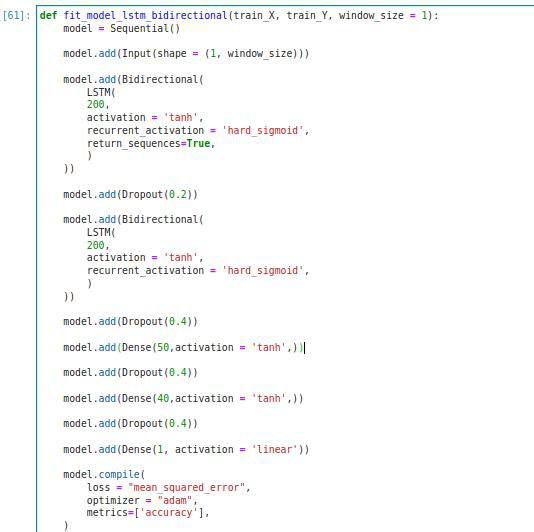 [61]: def fit_model_lstm_bidirectional(train_X, train_Y, window_size = 1):
    model = Sequential()

    model.add(Input(shape = (1, window_size)))

    model.add(Bidirectional(
        LSTM(
        200,
        activation = 'tanh',
        recurrent_activation = 'hard_sigmoid',
        return_sequences=True,
        )
    ))

    model.add(Dropout(0.2))

    model.add(Bidirectional(
        LSTM(
        200,
        activation = 'tanh',
        recurrent_activation = 'hard_sigmoid',
        )
    ))

    model.add(Dropout(0.4))

    model.add(Dense(50,activation = 'tanh',))

    model.add(Dropout(0.4))

    model.add(Dense(40,activation = 'tanh',))

    model.add(Dropout(0.4))

    model.add(Dense(1, activation = 'linear'))

    model.compile(
        loss = "mean_squared_error",
        optimizer = "adam",
        metrics=['accuracy'],
    )